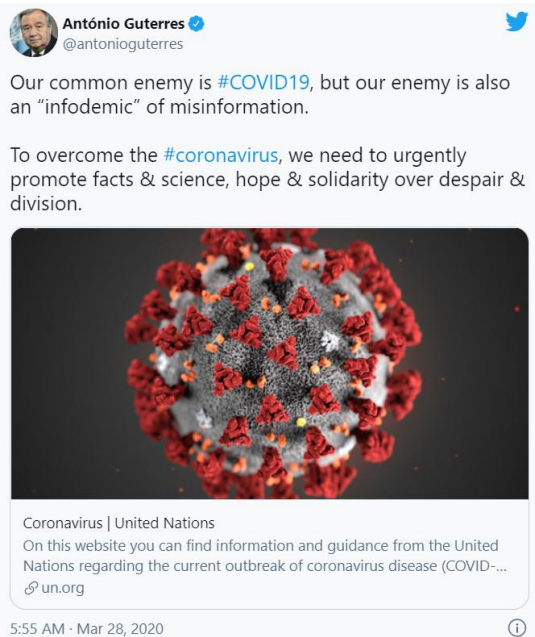 António Guterres
@antonioguterres
Our common enemy is #COVID19, but our enemy is also
an “infodemic” of misinformation.
To overcome the #coronavirus, we need to urgently
promote facts & science, hope & solidarity over despair &
division.
Coronavirus | United Nations
On this website you can find information and guidance from the United
Nations regarding the current outbreak of coronavirus disease (COVID-...
un.org
5:55 AM · Mar 28, 2020